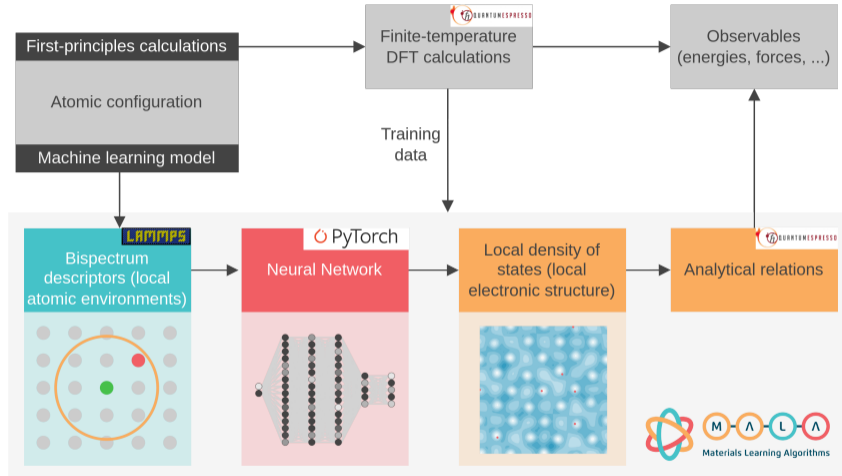 First-principles calculations
Atomic configuration
Machine learning model
QUANTUMESPRESSO
Finite-temperature
DFT calculations
Observables
(energies, forces, ...)
Training
data
LAMMPS
Bispectrum
descriptors (local
atomic environments)
PyTorch
Neural Network
Local density of
states (local
electronic structure)
QUANTUMESPRESSO
Analytical relations
M A L A
Materials Learning Algorithms